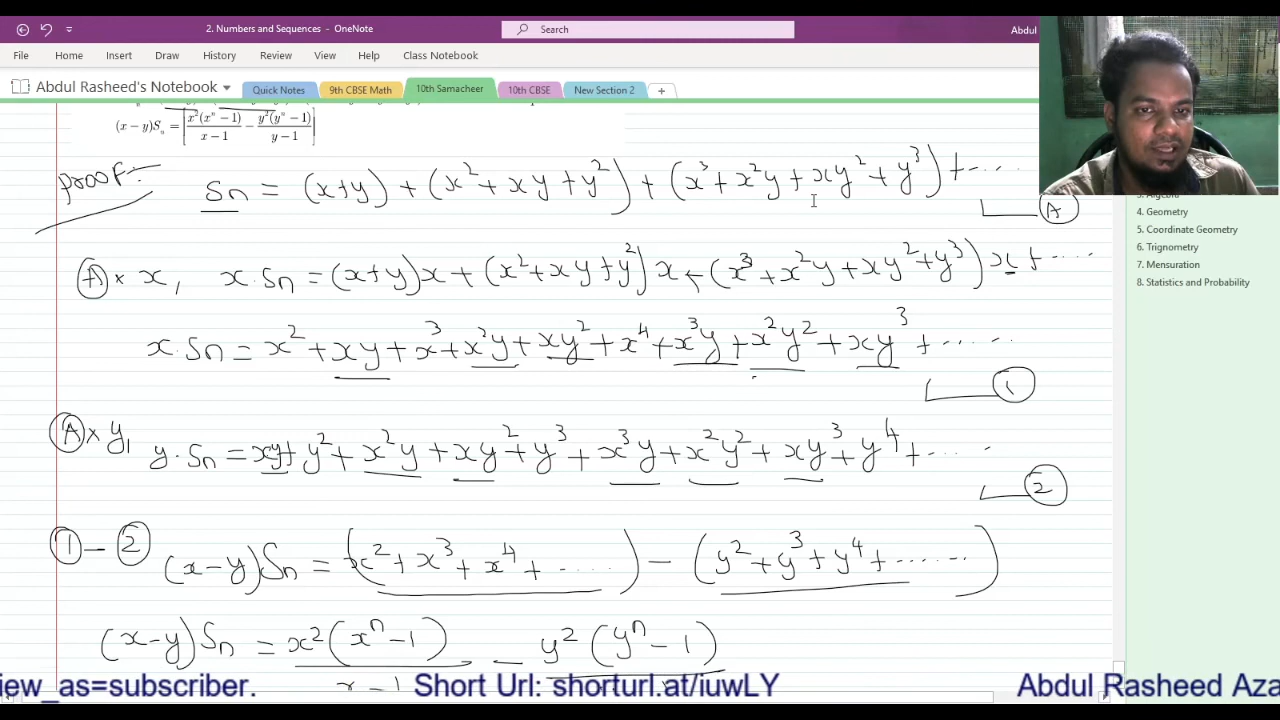 2. Numbers and Sequences - OneNote
Search
Abdul
File Home Insert Draw History Review View Help Class Notebook
Abdul Rasheed's Notebook Quick Notes 9th CBSE Math 10th Samacheer 10th CBSE New Section 2 +
(x − y)Sₙ = [x²(xⁿ − 1)/(x − 1) − y²(yⁿ − 1)/(y − 1)]
proof:
Sn = (x+y) + (x² + xy + y²) + (x³ + x²y + xy² + y³) + ..... A
A × x, x.Sn = (x+y)x + (x² + xy + y²)x + (x³ + x²y + xy² + y³)x + .....
x.Sn = x² + xy + x³ + x²y + xy² + x⁴ + x³y + x²y² + xy³ + ...... 1
A × y, y.Sn = xy + y² + x²y + xy² + y³ + x³y + x²y² + xy³ + y⁴ + ..... 2
1 − 2 (x−y)Sn = (x² + x³ + x⁴ + .....) − (y² + y³ + y⁴ + ......)
(x−y)Sn = x²(xⁿ − 1) − y²(yⁿ − 1)
x − 1
4. Geometry
5. Coordinate Geometry
6. Trignometry
7. Mensuration
8. Statistics and Probability
iew_as=subscriber. Short Url: shorturl.at/iuwLY Abdul Rasheed Aza